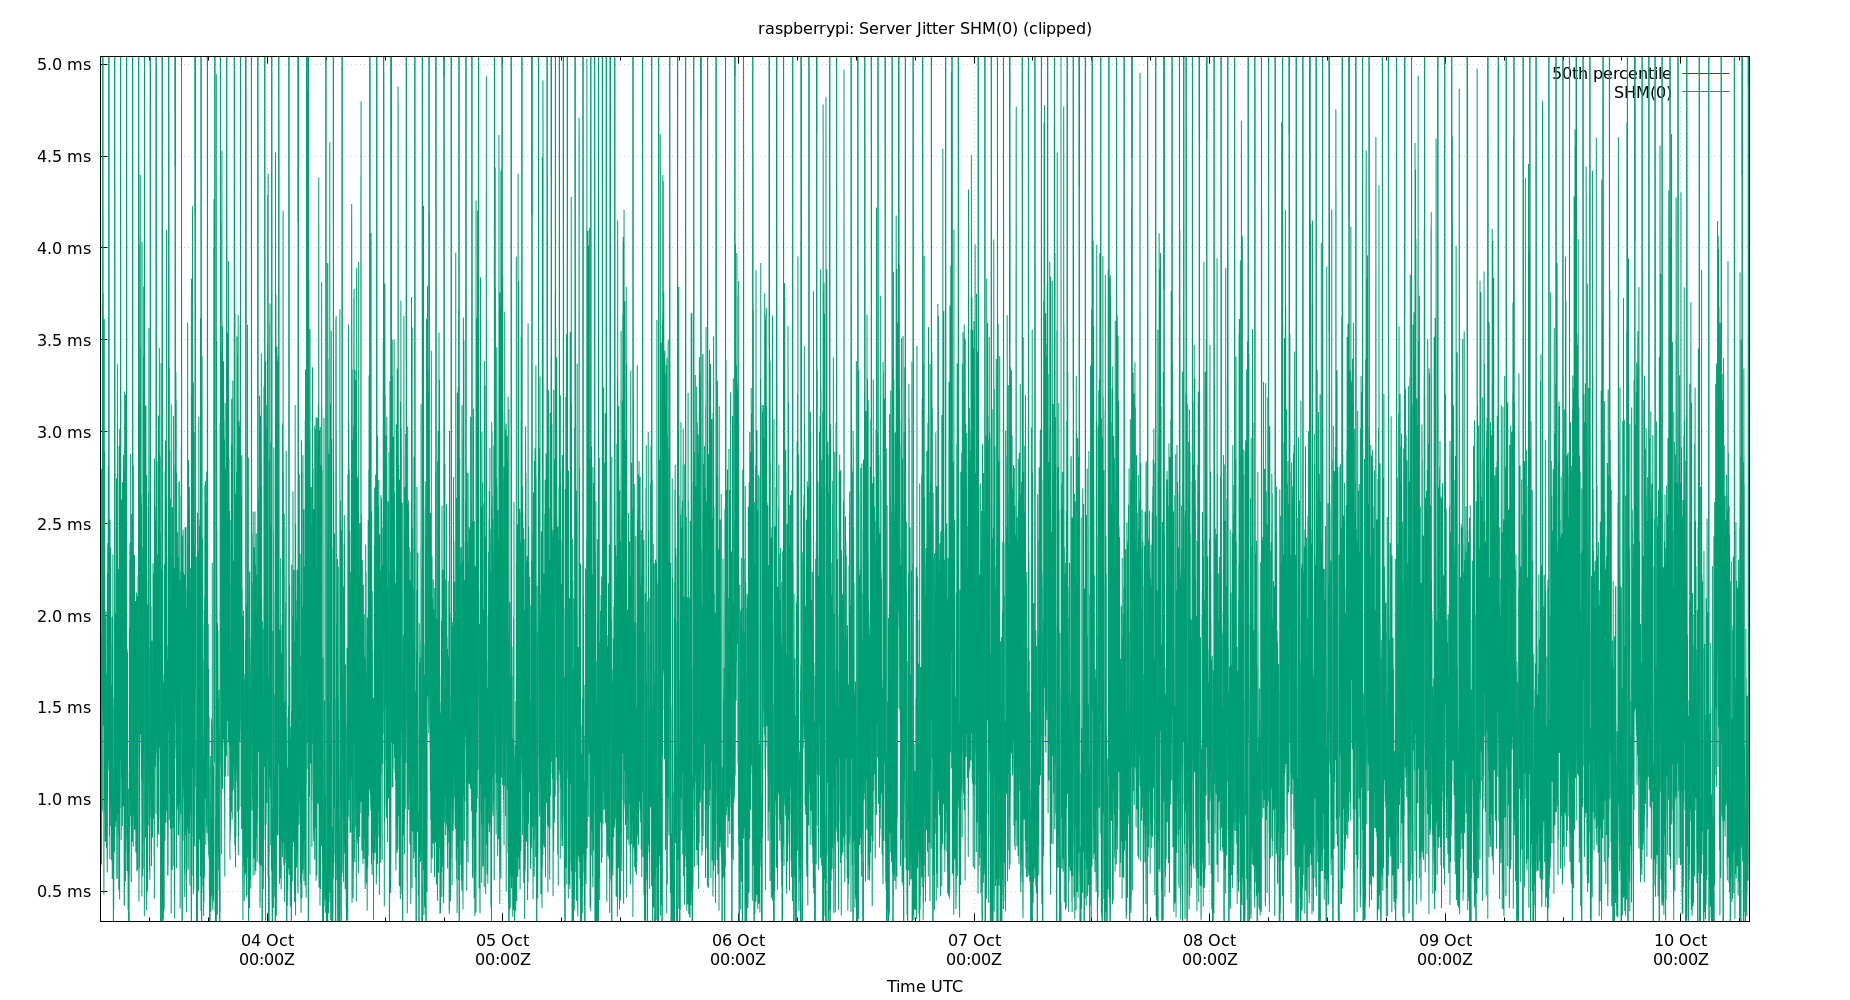 raspberrypi: Server Jitter SHM(0) (clipped)
5.0 ms
4.5 ms
4.0 ms
3.5 ms
3.0 ms
2.5 ms
2.0 ms
1.5 ms
1.0 ms
0.5 ms
50th percentile
SHM(0)
04 Oct
00:00Z
05 Oct
00:00Z
06 Oct
00:00Z
07 Oct
00:00Z
08 Oct
00:00Z
09 Oct
00:00Z
10 Oct
00:00Z
Time UTC